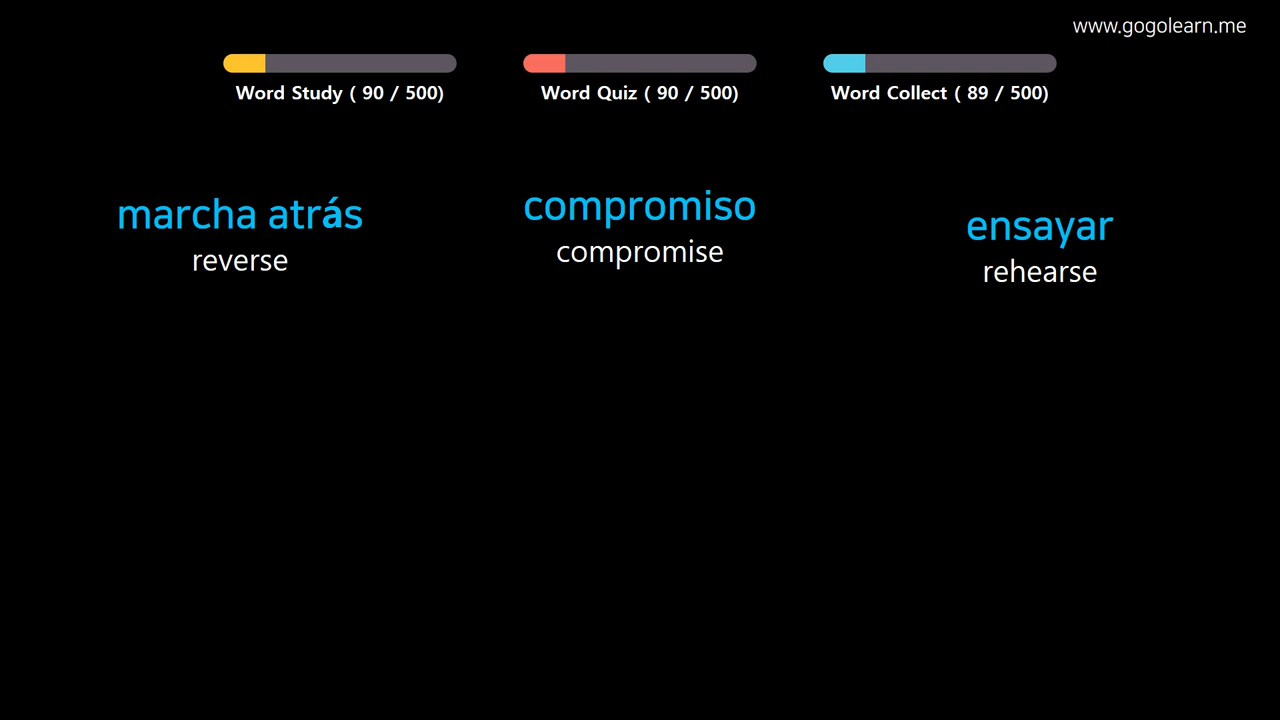 www.gogolearn.me
Word Study ( 90 / 500)
Word Quiz ( 90 / 500)
Word Collect ( 89 / 500)
marcha atrás
reverse
compromiso
compromise
ensayar
rehearse